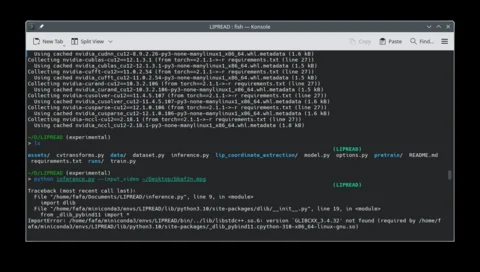 LIPREAD : fish — Konsole
New Tab Split View Copy Paste Find...
Using cached nvidia_cudnn_cu12-8.9.2.26-py3-none-manylinux1_x86_64.whl.metadata (1.6 kB)
Collecting nvidia-cublas-cu12==12.1.3.1 (from torch==2.2.1->-r requirements.txt (line 27))
Using cached nvidia_cublas_cu12-12.1.3.1-py3-none-manylinux1_x86_64.whl.metadata (1.5 kB)
Collecting nvidia-cufft-cu12==11.0.2.54 (from torch==2.2.1->-r requirements.txt (line 27))
Using cached nvidia_cufft_cu12-11.0.2.54-py3-none-manylinux1_x86_64.whl.metadata (1.5 kB)
Collecting nvidia-curand-cu12==10.3.2.106 (from torch==2.2.1->-r requirements.txt (line 27))
Using cached nvidia_curand_cu12-10.3.2.106-py3-none-manylinux1_x86_64.whl.metadata (1.5 kB)
Collecting nvidia-cusolver-cu12==11.4.5.107 (from torch==2.2.1->-r requirements.txt (line 27))
Using cached nvidia_cusolver_cu12-11.4.5.107-py3-none-manylinux1_x86_64.whl.metadata (1.6 kB)
Collecting nvidia-cusparse-cu12==12.1.0.106 (from torch==2.2.1->-r requirements.txt (line 27))
Using cached nvidia_cusparse_cu12-12.1.0.106-py3-none-manylinux1_x86_64.whl.metadata (1.6 kB)
Collecting nvidia-nccl-cu12==2.18.1 (from torch==2.2.1->-r requirements.txt (line 27))
Using cached nvidia_nccl_cu12-2.18.1-py3-none-manylinux1_x86_64.whl.metadata (1.8 kB)
~/D/LIPREAD (experimental)
> ls
(LIPREAD)
assets/ cvtransforms.py data/ dataset.py inference.py lip_coordinate_extraction/ model.py options.py pretrain/ README.md
requirements.txt runs/ train.py
~/D/LIPREAD (experimental) (LIPREAD)
> python inference.py --input_video ~/Desktop/bbaf2n.mpg
(LIPREAD)
Traceback (most recent call last):
File "/home/fafa/Documents/LIPREAD/inference.py", line 9, in <module>
import dlib
File "/home/fafa/miniconda3/envs/LIPREAD/lib/python3.10/site-packages/dlib/__init__.py", line 19, in <module>
from _dlib_pybind11 import *
ImportError: /home/fafa/miniconda3/envs/LIPREAD/bin/../lib/libstdc++.so.6: version `GLIBCXX_3.4.32' not found (required by /home/f
afa/miniconda3/envs/LIPREAD/lib/python3.10/site-packages/_dlib_pybind11.cpython-310-x86_64-linux-gnu.so)